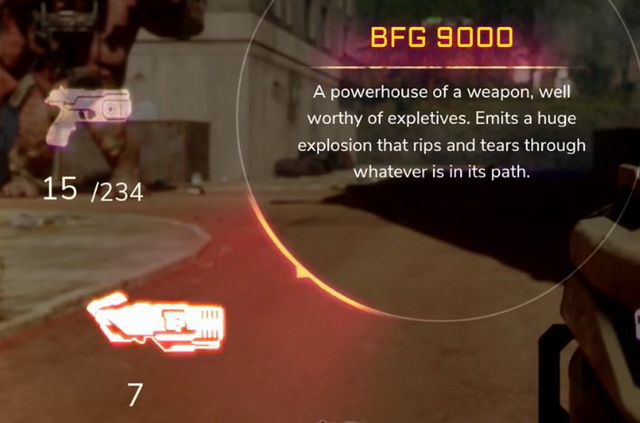 BFG 9000
A powerhouse of a weapon, well
worthy of expletives. Emits a huge
explosion that rips and tears through
whatever is in its path.
15 /234
7